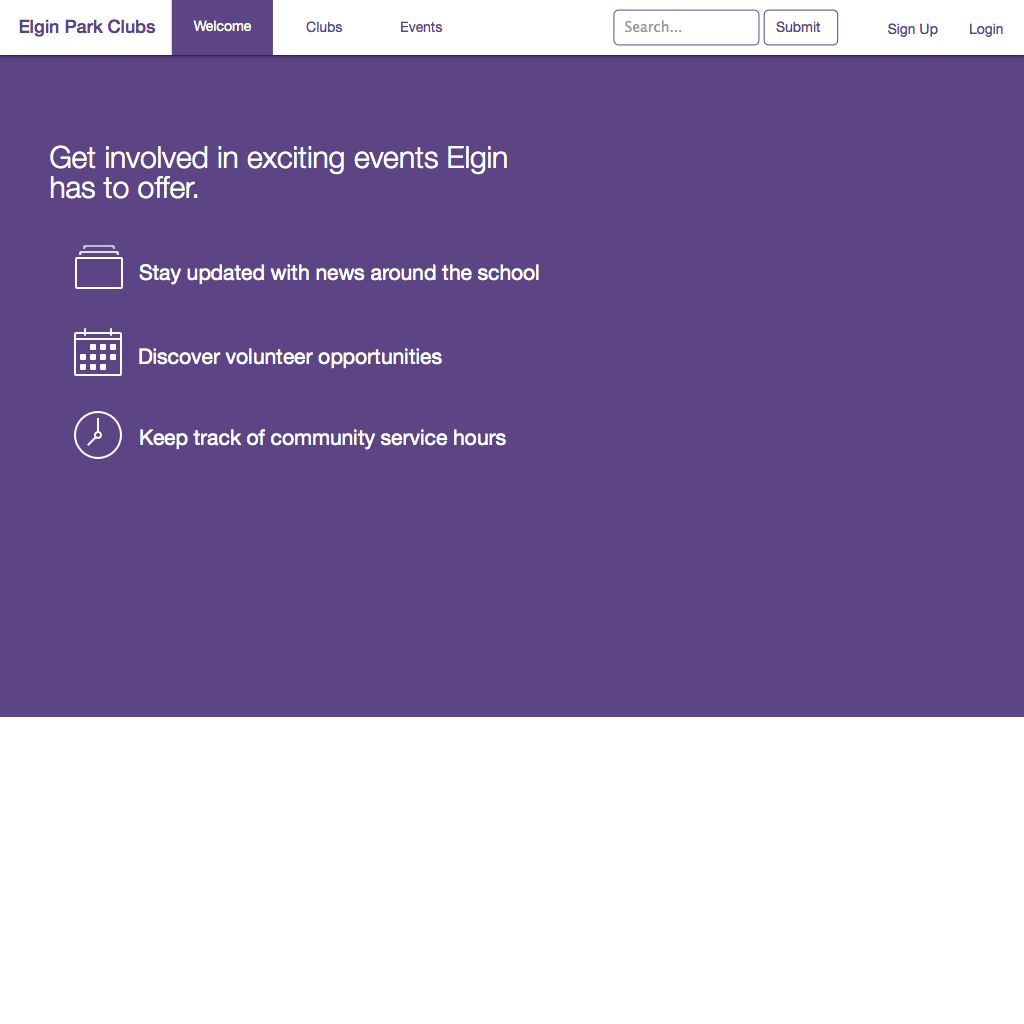 Elgin Park Clubs Welcome Clubs Events Search... Submit Sign Up Login
Get involved in exciting events Elgin
has to offer.
Stay updated with news around the school
Discover volunteer opportunities
Keep track of community service hours